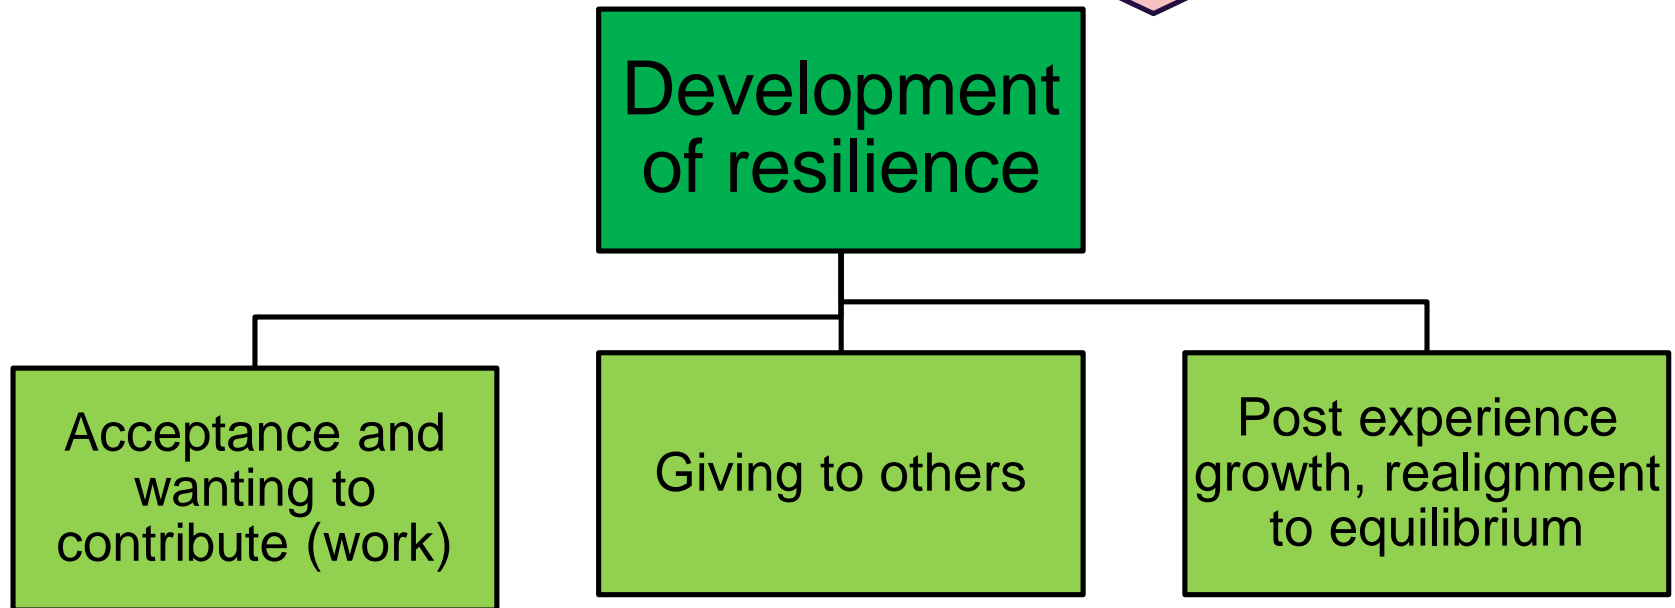 Development
of resilience
Acceptance and
wanting to
contribute (work)
Giving to others
Post experience
growth, realignment
to equilibrium